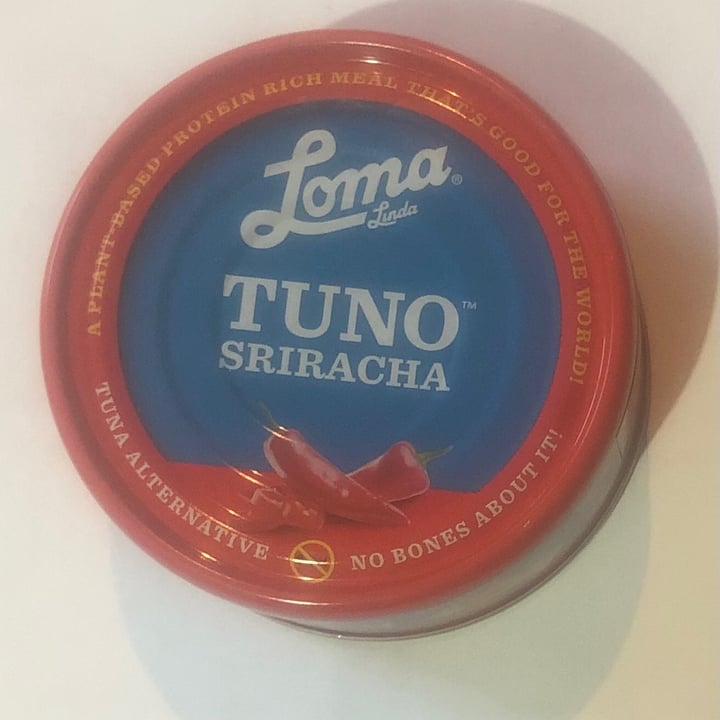 A PLANT-BASED PROTEIN RICH MEAL THAT'S GOOD FOR THE WORLD!
Loma®
Linda
TUNO™
SRIRACHA
TUNA ALTERNATIVE
NO BONES ABOUT IT!